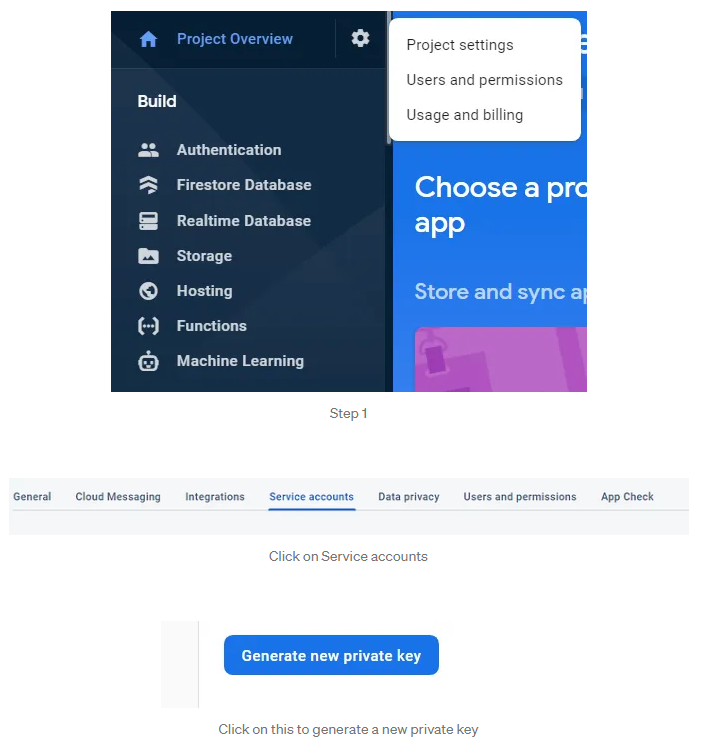 Project Overview
Project settings
Users and permissions
Usage and billing
Build
Authentication
Firestore Database
Realtime Database
Storage
Hosting
Functions
Machine Learning
Choose a pro
app
Store and sync ap
Step 1
General Cloud Messaging Integrations Service accounts Data privacy Users and permissions App Check
Click on Service accounts
Generate new private key
Click on this to generate a new private key